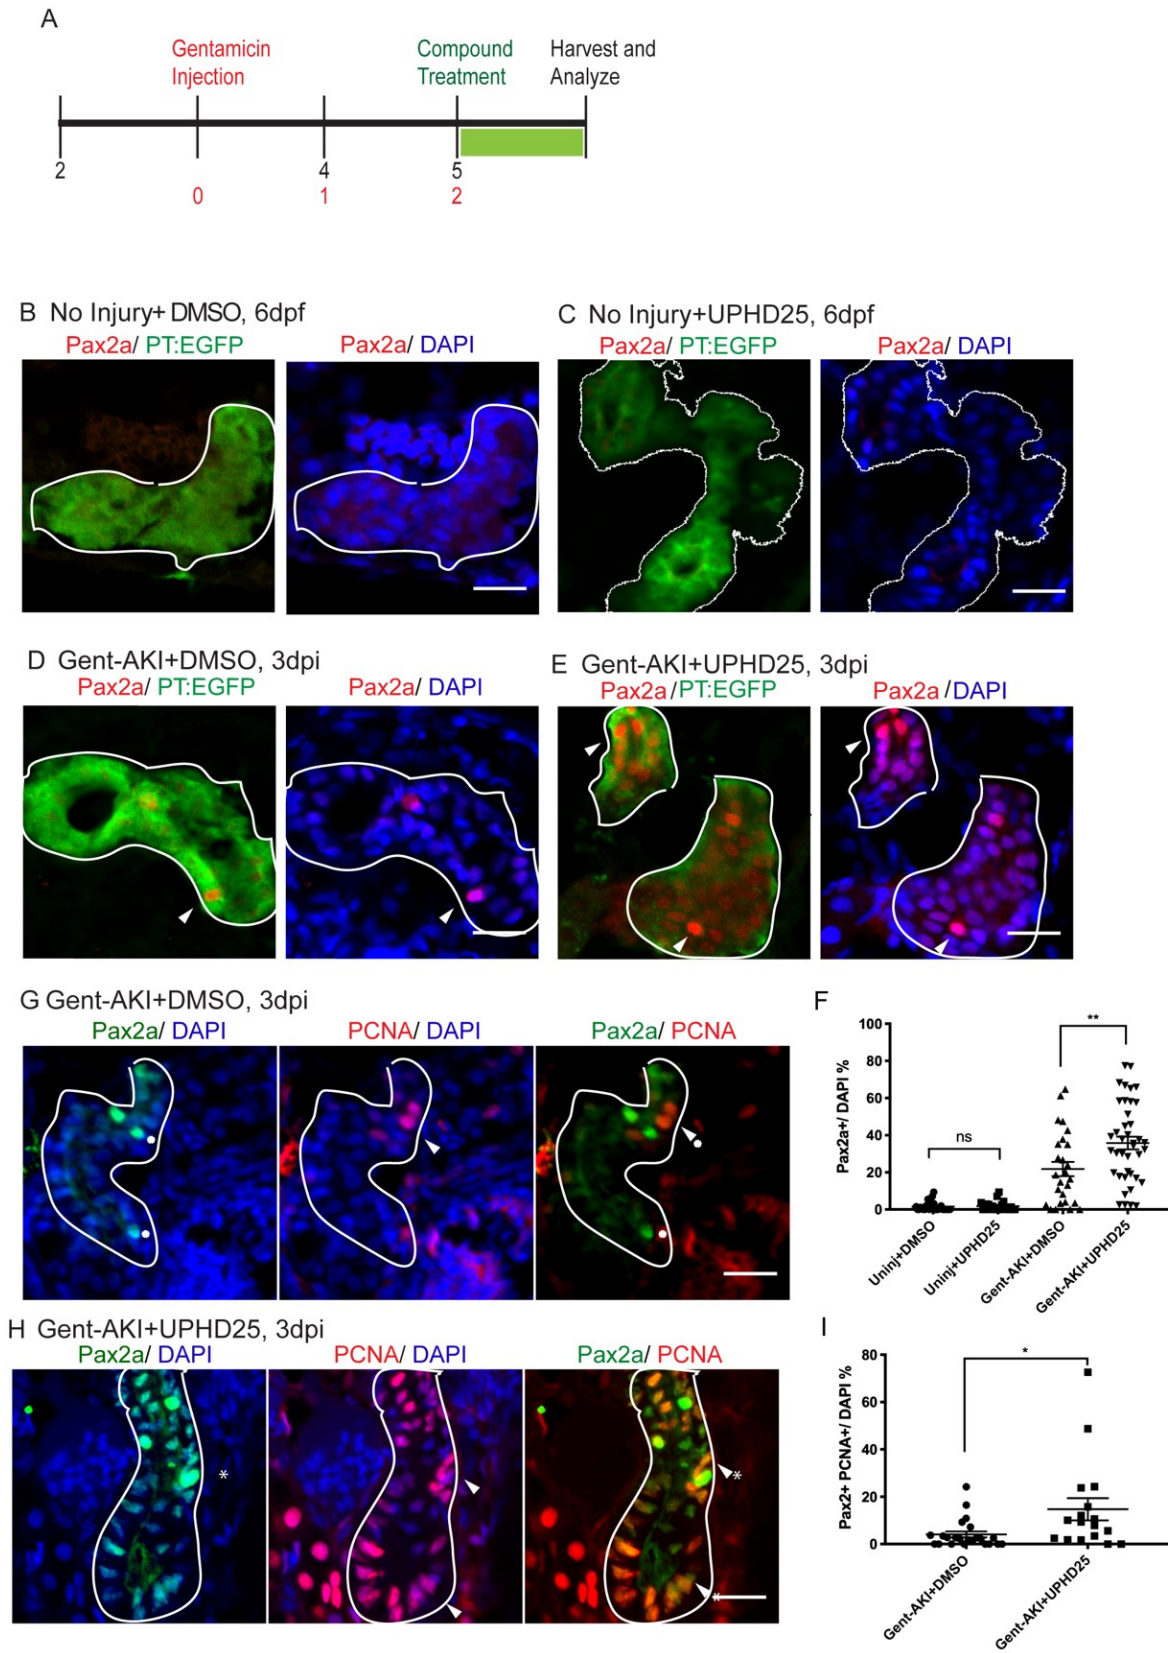 A
Gentamicin
Injection
Compound
Treatment
Harvest and
Analyze
2 4 5
0 1 2
B No Injury+ DMSO, 6dpf
Pax2a/ PT:EGFP Pax2a/ DAPI
C No Injury+UPHD25, 6dpf
Pax2a/ PT:EGFP Pax2a/ DAPI
D Gent-AKI+DMSO, 3dpi
Pax2a/ PT:EGFP Pax2a/ DAPI
E Gent-AKI+UPHD25, 3dpi
Pax2a/PT:EGFP Pax2a/DAPI
G Gent-AKI+DMSO, 3dpi
Pax2a/ DAPI PCNA/ DAPI Pax2a/ PCNA
F
Pax2a+/ DAPI %
100
80
60
40
20
0
ns
**
Uninj+DMSO
Uninj+UPHD25
Gent-AKI+DMSO
Gent-AKI+UPHD25
H Gent-AKI+UPHD25, 3dpi
Pax2a/ DAPI PCNA/ DAPI Pax2a/ PCNA
*
*
*
I
Pax2+ PCNA+/ DAPI %
80
60
40
20
0
*
Gent-AKI+DMSO
Gent-AKI+UPHD25